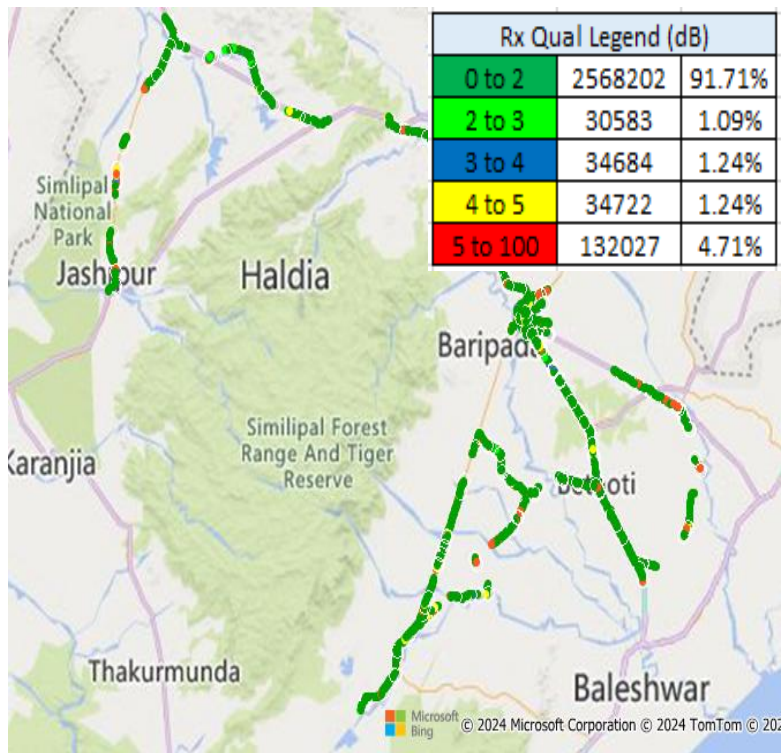 Rx Qual Legend (dB)
0 to 2 2568202 91.71%
2 to 3 30583 1.09%
3 to 4 34684 1.24%
4 to 5 34722 1.24%
5 to 100 132027 4.71%
Simlipal
National
Park
Jashipur
Haldia
Baripada
Similipal Forest
Range And Tiger
Reserve
Karanjia
Betnoti
Thakurmunda
Baleshwar
Microsoft
Bing
© 2024 Microsoft Corporation © 2024 TomTom © 202